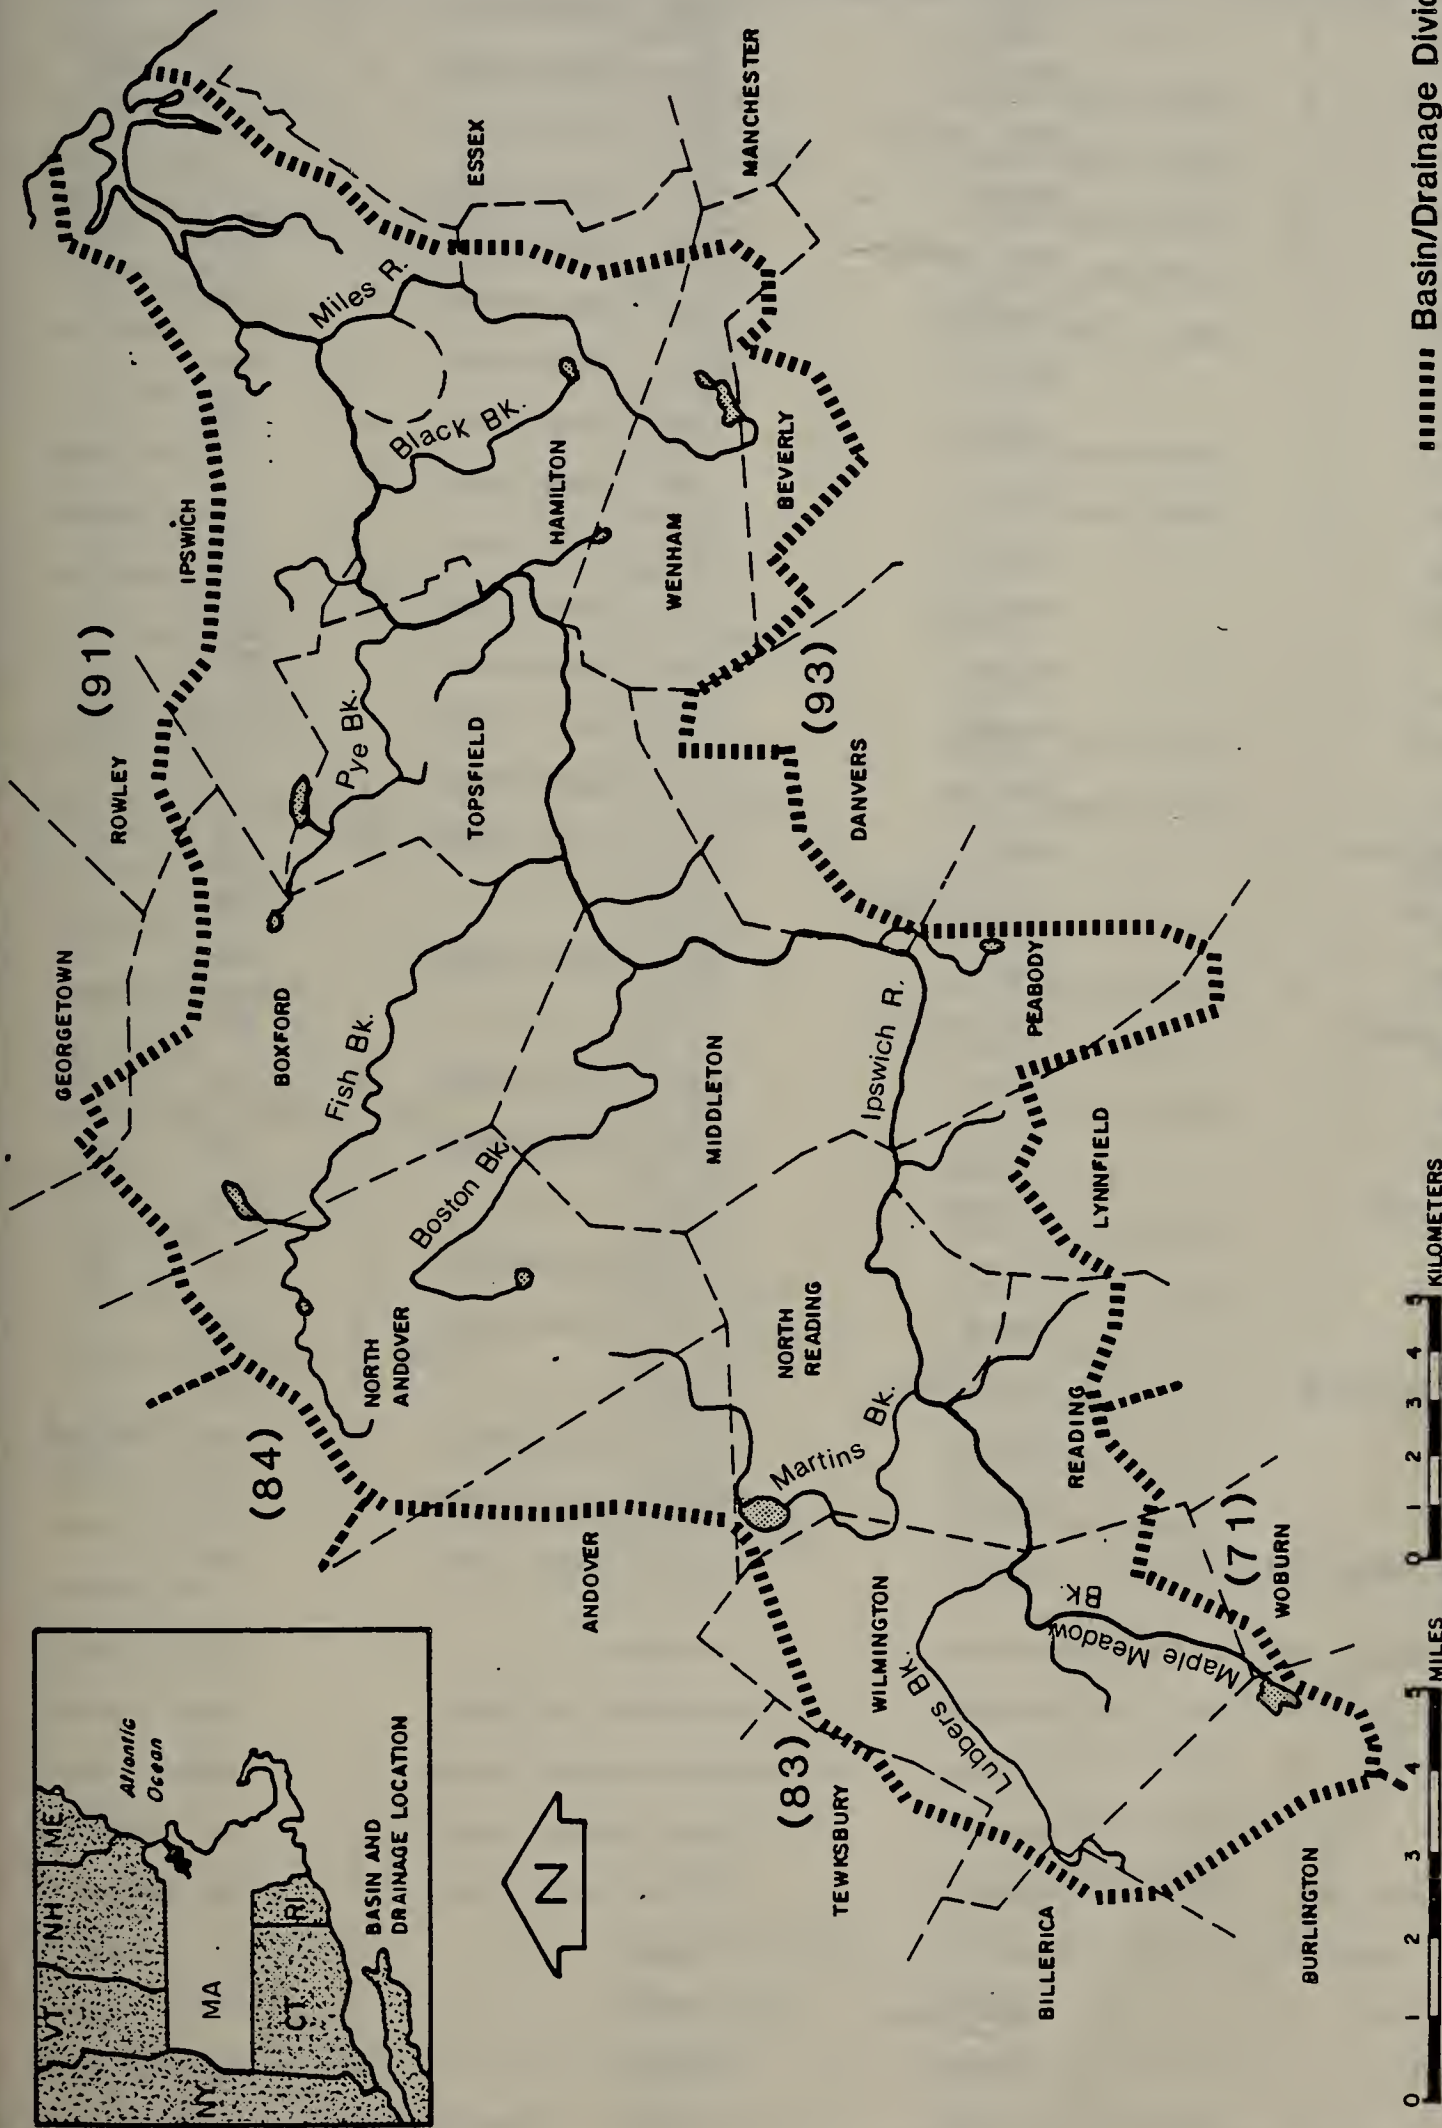 VT
NH
ME
Atlantic
Ocean
MA
NY
CT
RI
BASIN AND
DRAINAGE LOCATION
N
GEORGETOWN
ROWLEY
(91)
IPSWICH
BOXFORD
Fish Bk.
Pye Bk.
TOPSFIELD
Miles R.
Black Bk.
HAMILTON
ESSEX
MANCHESTER
WENHAM
BEVERLY
(84)
NORTH
ANDOVER
Boston Bk.
MIDDLETON
(93)
DANVERS
ANDOVER
NORTH
READING
Martins Bk.
Ipswich R.
PEABODY
LYNNFIELD
READING
(83)
TEWKSBURY
WILMINGTON
Lubbers Bk.
Maple Meadow
Bk.
(71)
WOBURN
BILLERICA
BURLINGTON
0 1 2 3 4 5
MILES
0 1 2 3 4 5
KILOMETERS
Basin/Drainage Divid